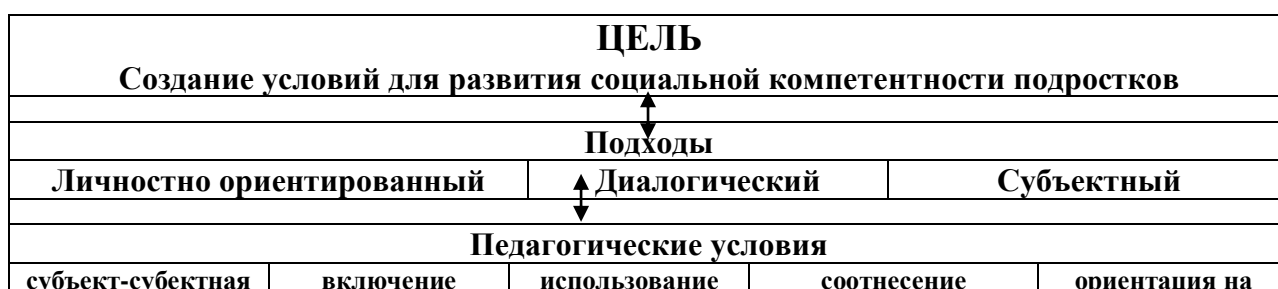 ЦЕЛЬ
Создание условий для развития социальной компетентности подростков
Подходы
Личностно ориентированный Диалогический Субъектный
Педагогические условия
субъект-субектная включение использование соотнесение ориентация на